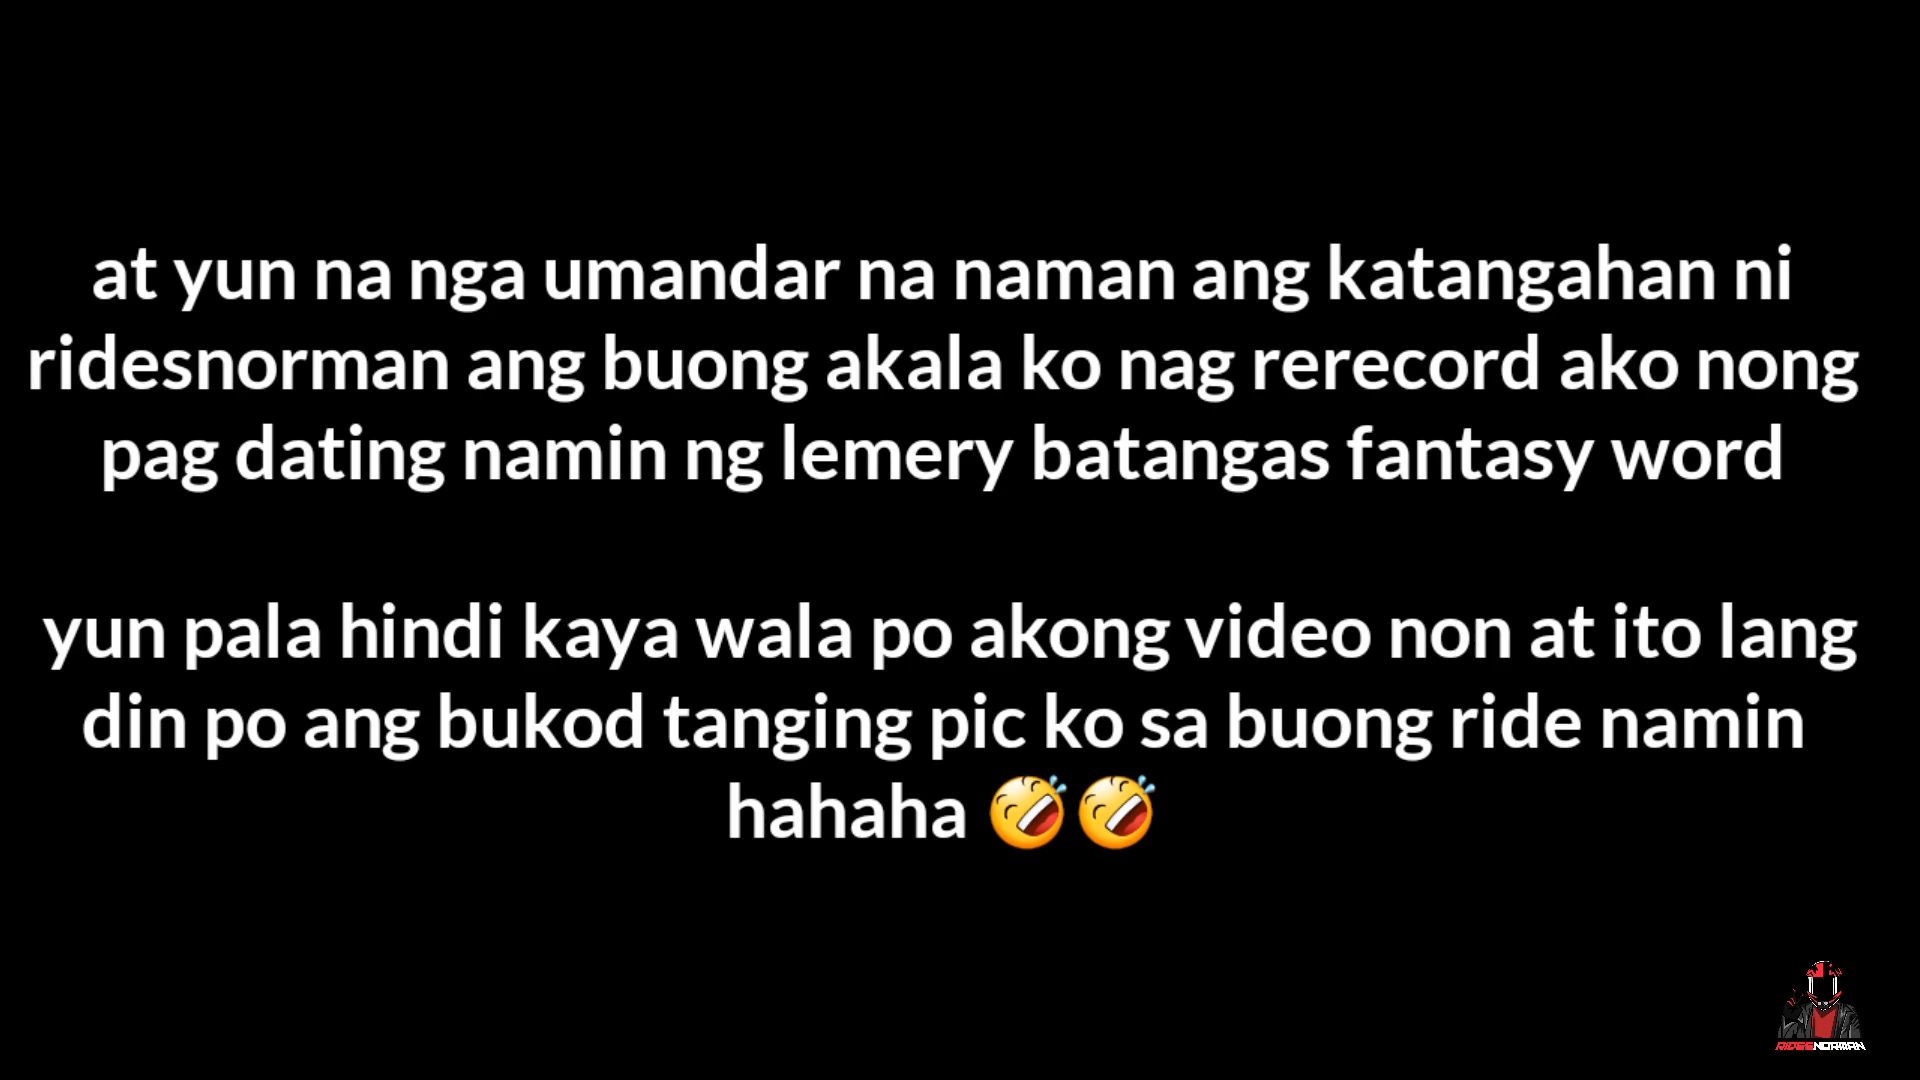 at yun na nga umandar na naman ang katangahan ni
ridesnorman ang buong akala ko nag rerecord ako nong
pag dating namin ng lemery batangas fantasy word
yun pala hindi kaya wala po akong video non at ito lang
din po ang bukod tanging pic ko sa buong ride namin
hahaha 🤣🤣
RIDESNORMAN